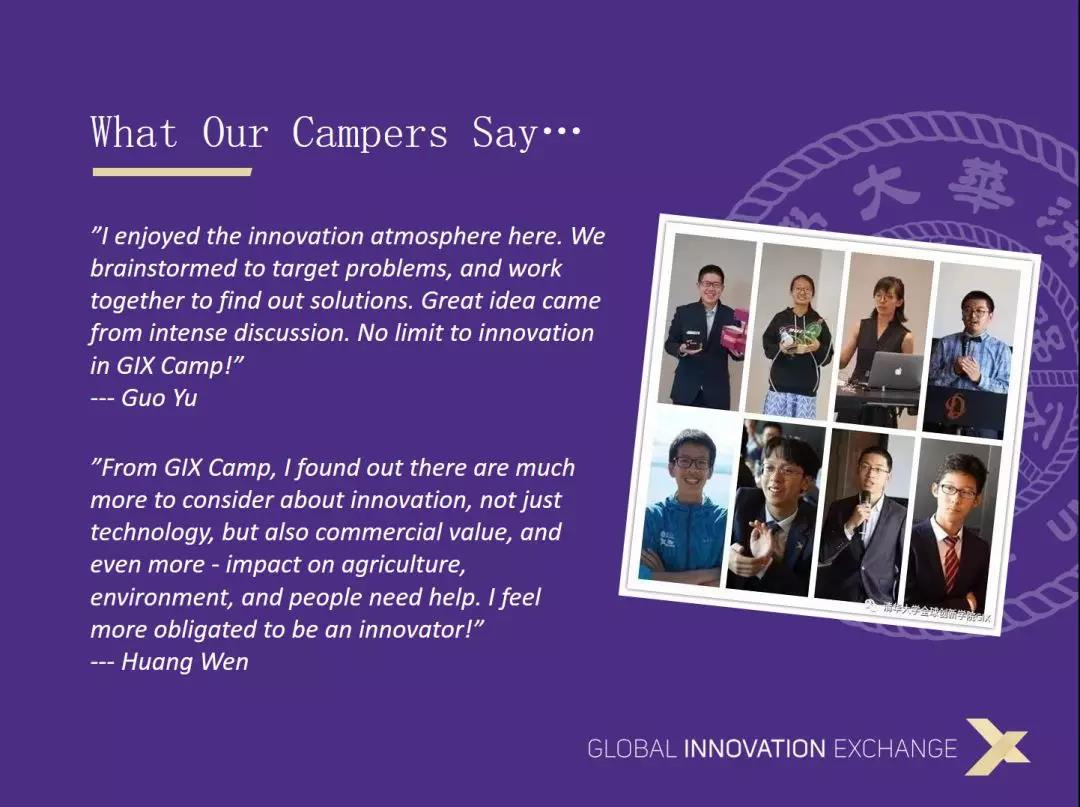 What Our Campers Say…
”I enjoyed the innovation atmosphere here. We
brainstormed to target problems, and work
together to find out solutions. Great idea came
from intense discussion. No limit to innovation
in GIX Camp!”
--- Guo Yu
”From GIX Camp, I found out there are much
more to consider about innovation, not just
technology, but also commercial value, and
even more - impact on agriculture,
environment, and people need help. I feel
more obligated to be an innovator!”
--- Huang Wen
大華
清华大学全球创新学院GIX
GLOBAL INNOVATION EXCHANGE